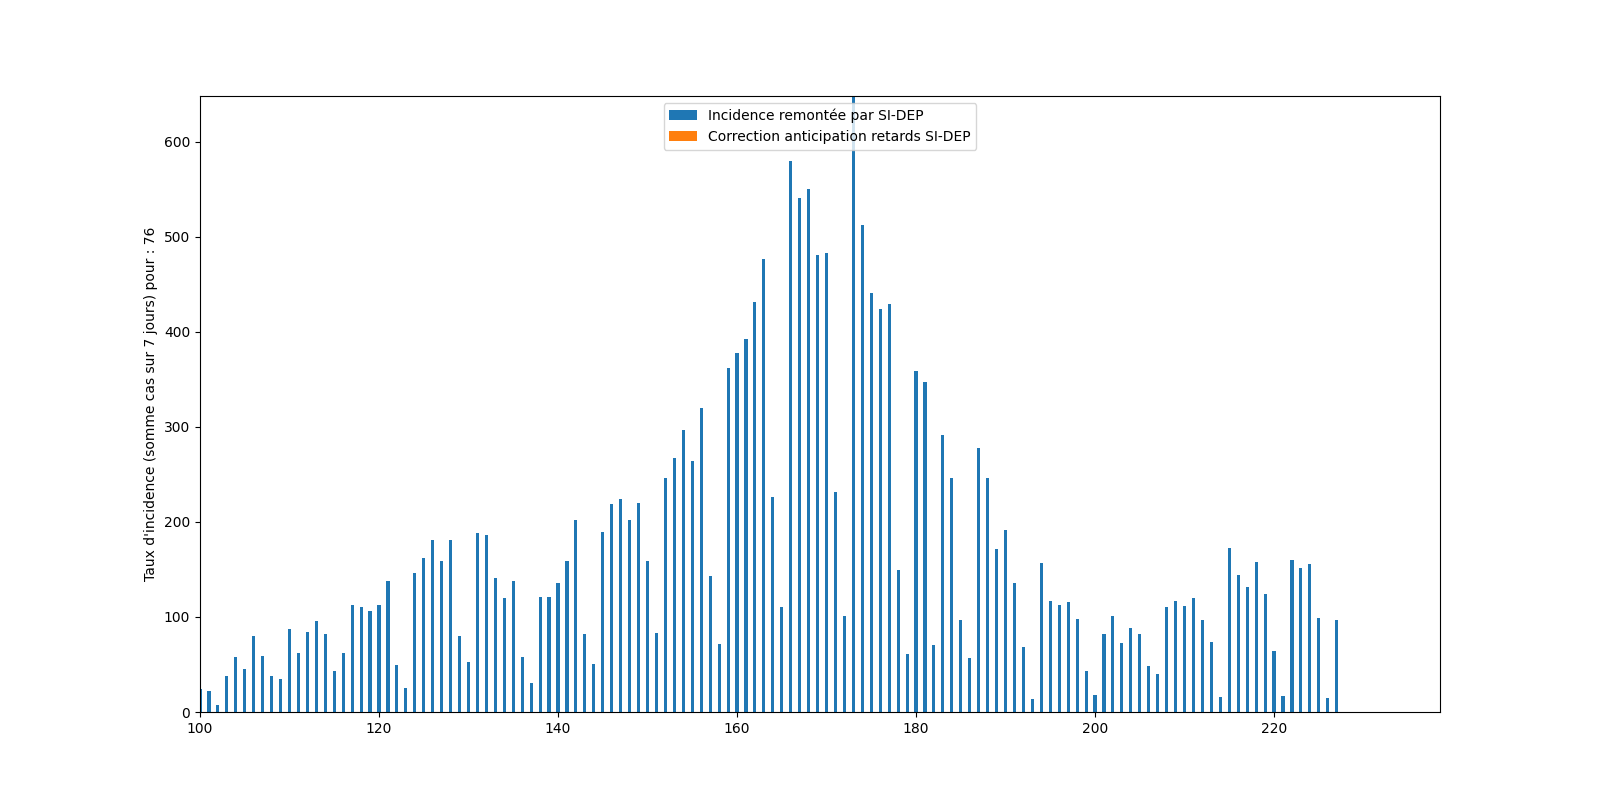 Incidence remontée par SI-DEP
Correction anticipation retards SI-DEP
Taux d'incidence (somme cas sur 7 jours) pour : 76
600
500
400
300
200
100
0
100 120 140 160 180 200 220